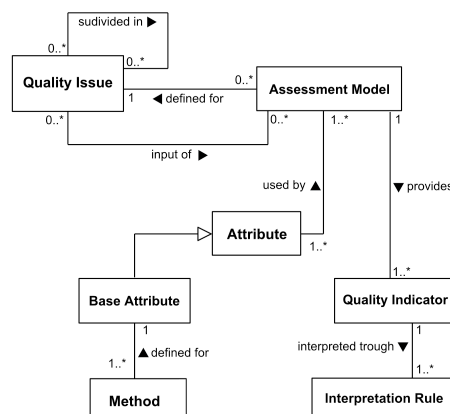 sudivided in ▶
0..*
0..*
Quality Issue
0..*
Assessment Model
1
◀ defined for
0..*
0..*
1..*
1
input of ▶
used by ▲
▼ provides
Attribute
1..*
1..*
Base Attribute
Quality Indicator
1
1
▲ defined for
interpreted trough ▼
1..*
1..*
Method
Interpretation Rule